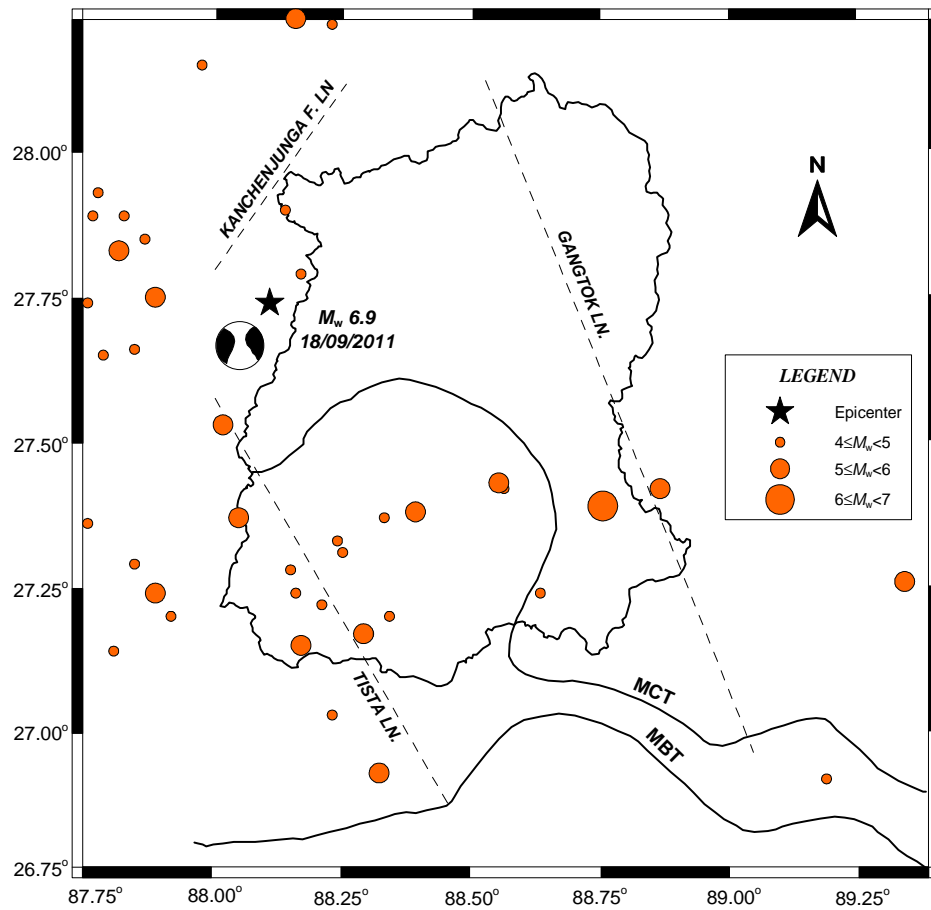 KANCHENJUNGA F. LN
N
28.00°
GANGTOK LN.
27.75°
Mw 6.9
18/09/2011
LEGEND
Epicenter
4≤Mw<5
5≤Mw<6
6≤Mw<7
27.50°
27.25°
TISTA LN.
MCT
MBT
27.00°
26.75°
87.75°
88.00°
88.25°
88.50°
88.75°
89.00°
89.25°